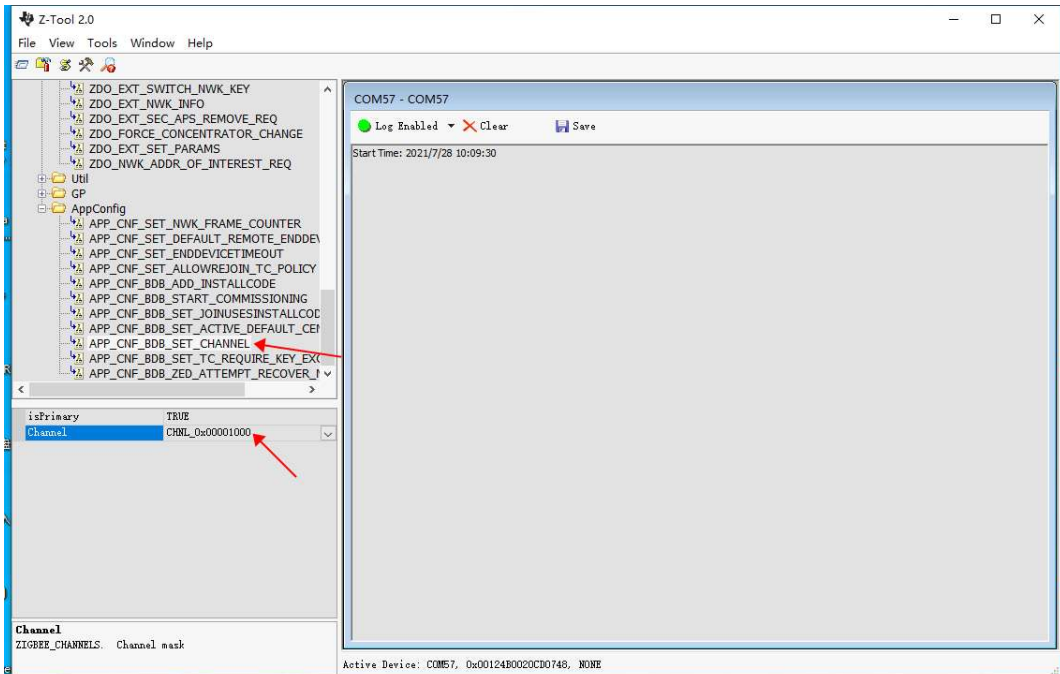 Z-Tool 2.0
File View Tools Window Help
ZDO_EXT_SWITCH_NWK_KEY
ZDO_EXT_NWK_INFO
ZDO_EXT_SEC_APS_REMOVE_REQ
ZDO_FORCE_CONCENTRATOR_CHANGE
ZDO_EXT_SET_PARAMS
ZDO_NWK_ADDR_OF_INTEREST_REQ
Util
GP
AppConfig
APP_CNF_SET_NWK_FRAME_COUNTER
APP_CNF_SET_DEFAULT_REMOTE_ENDDEV
APP_CNF_SET_ENDDEVICETIMEOUT
APP_CNF_SET_ALLOWREJOIN_TC_POLICY
APP_CNF_BDB_ADD_INSTALLCODE
APP_CNF_BDB_START_COMMISSIONING
APP_CNF_BDB_SET_JOINUSESINSTALLCOD
APP_CNF_BDB_SET_ACTIVE_DEFAULT_CEN
APP_CNF_BDB_SET_CHANNEL
APP_CNF_BDB_SET_TC_REQUIRE_KEY_EXC
APP_CNF_BDB_ZED_ATTEMPT_RECOVER_N
isPrimary TRUE
Channel CHNL_0x00001000
Channel
ZIGBEE_CHANNELS. Channel mask
COM57 - COM57
Log Enabled Clear Save
Start Time: 2021/7/28 10:09:30
Active Device: COM57, 0x00124B0020CD0748, NONE